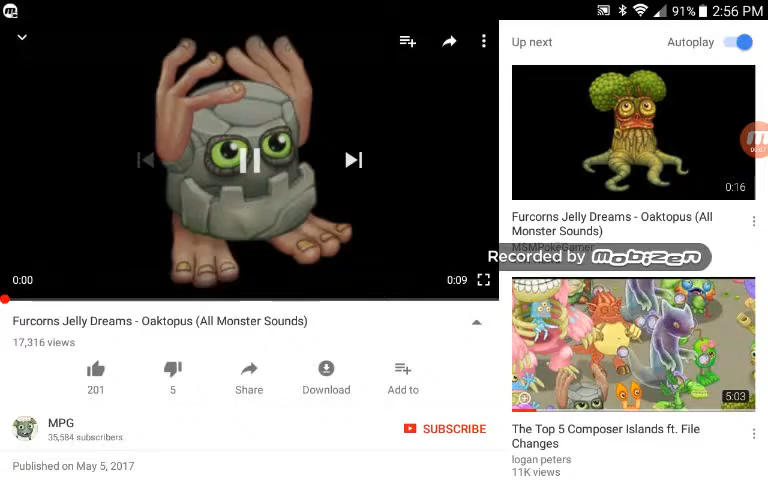 91% 2:56 PM
Up next Autoplay
0:16
00:07
0:00 0:09
Furcorns Jelly Dreams - Oaktopus (All
Monster Sounds)
MSMPokeGamer
Recorded by mobizen
Furcorns Jelly Dreams - Oaktopus (All Monster Sounds)
17,316 views
201 5 Share Download Add to
MPG
35,584 subscribers
SUBSCRIBE
Published on May 5, 2017
5:03
The Top 5 Composer Islands ft. File
Changes
logan peters
11K views